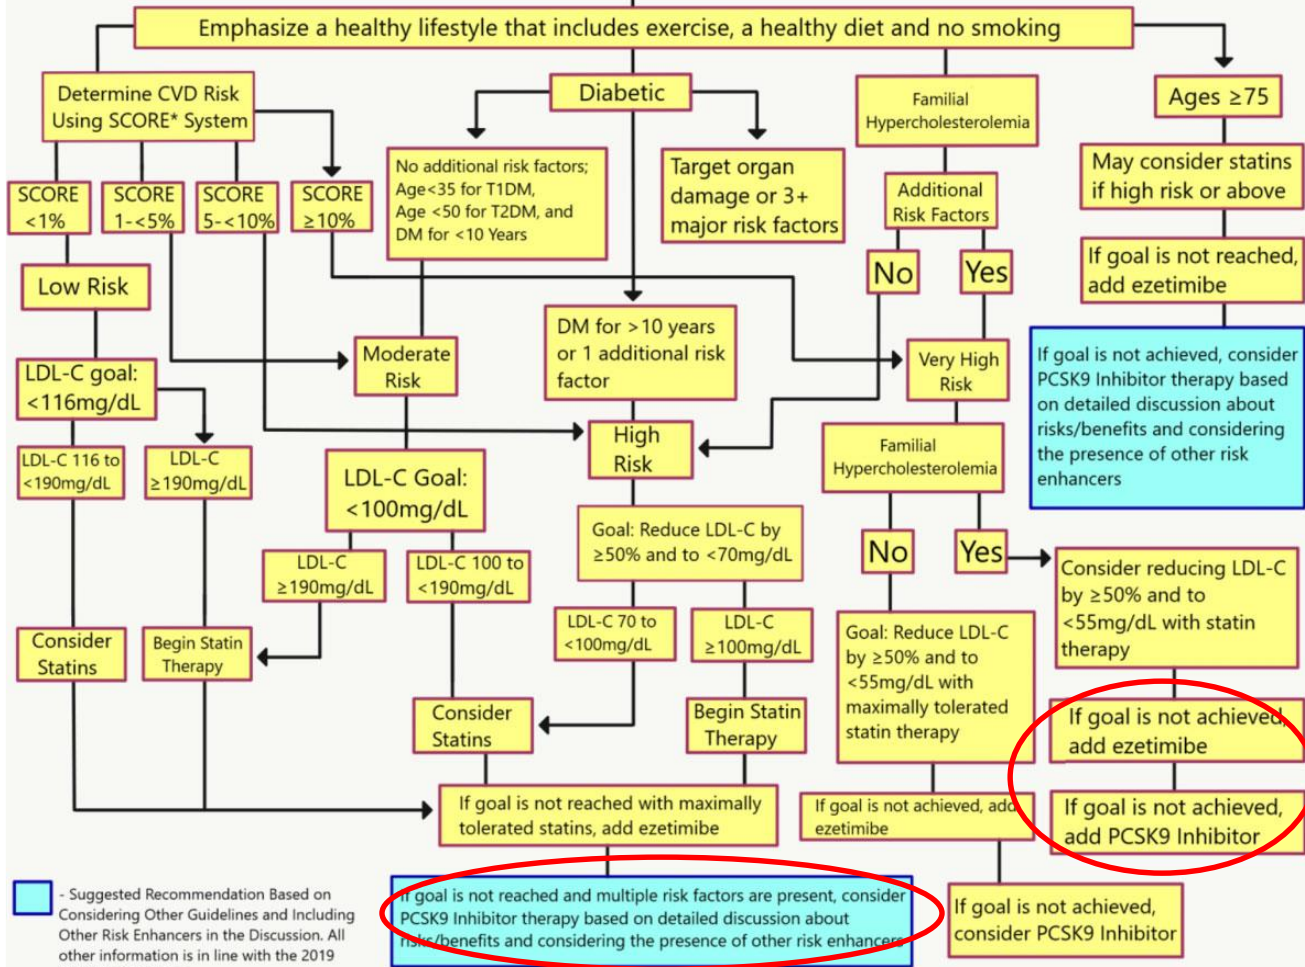 Emphasize a healthy lifestyle that includes exercise, a healthy diet and no smoking
Determine CVD Risk
Using SCORE* System
SCORE
<1%
SCORE
1-<5%
SCORE
5-<10%
SCORE
≥10%
Low Risk
LDL-C goal:
<116mg/dL
LDL-C 116 to
<190mg/dL
LDL-C
≥190mg/dL
Consider
Statins
Begin Statin
Therapy
Diabetic
No additional risk factors;
Age<35 for T1DM,
Age <50 for T2DM, and
DM for <10 Years
Target organ
damage or 3+
major risk factors
Moderate
Risk
LDL-C Goal:
<100mg/dL
LDL-C
≥190mg/dL
LDL-C 100 to
<190mg/dL
DM for >10 years
or 1 additional risk
factor
High
Risk
Goal: Reduce LDL-C by
≥50% and to <70mg/dL
LDL-C 70 to
<100mg/dL
LDL-C
≥100mg/dL
Consider
Statins
Begin Statin
Therapy
If goal is not reached with maximally
tolerated statins, add ezetimibe
If goal is not reached and multiple risk factors are present, consider
PCSK9 Inhibitor therapy based on detailed discussion about
risks/benefits and considering the presence of other risk enhancers
Familial
Hypercholesterolemia
Additional
Risk Factors
No
Yes
Very High
Risk
Familial
Hypercholesterolemia
No
Yes
Goal: Reduce LDL-C
by ≥50% and to
<55mg/dL with
maximally tolerated
statin therapy
If goal is not achieved, add
ezetimibe
If goal is not achieved,
consider PCSK9 Inhibitor
Consider reducing LDL-C
by ≥50% and to
<55mg/dL with statin
therapy
If goal is not achieved,
add ezetimibe
If goal is not achieved,
add PCSK9 Inhibitor
Ages ≥75
May consider statins
if high risk or above
If goal is not reached,
add ezetimibe
If goal is not achieved, consider
PCSK9 Inhibitor therapy based
on detailed discussion about
risks/benefits and considering
the presence of other risk
enhancers
- Suggested Recommendation Based on
Considering Other Guidelines and Including
Other Risk Enhancers in the Discussion. All
other information is in line with the 2019